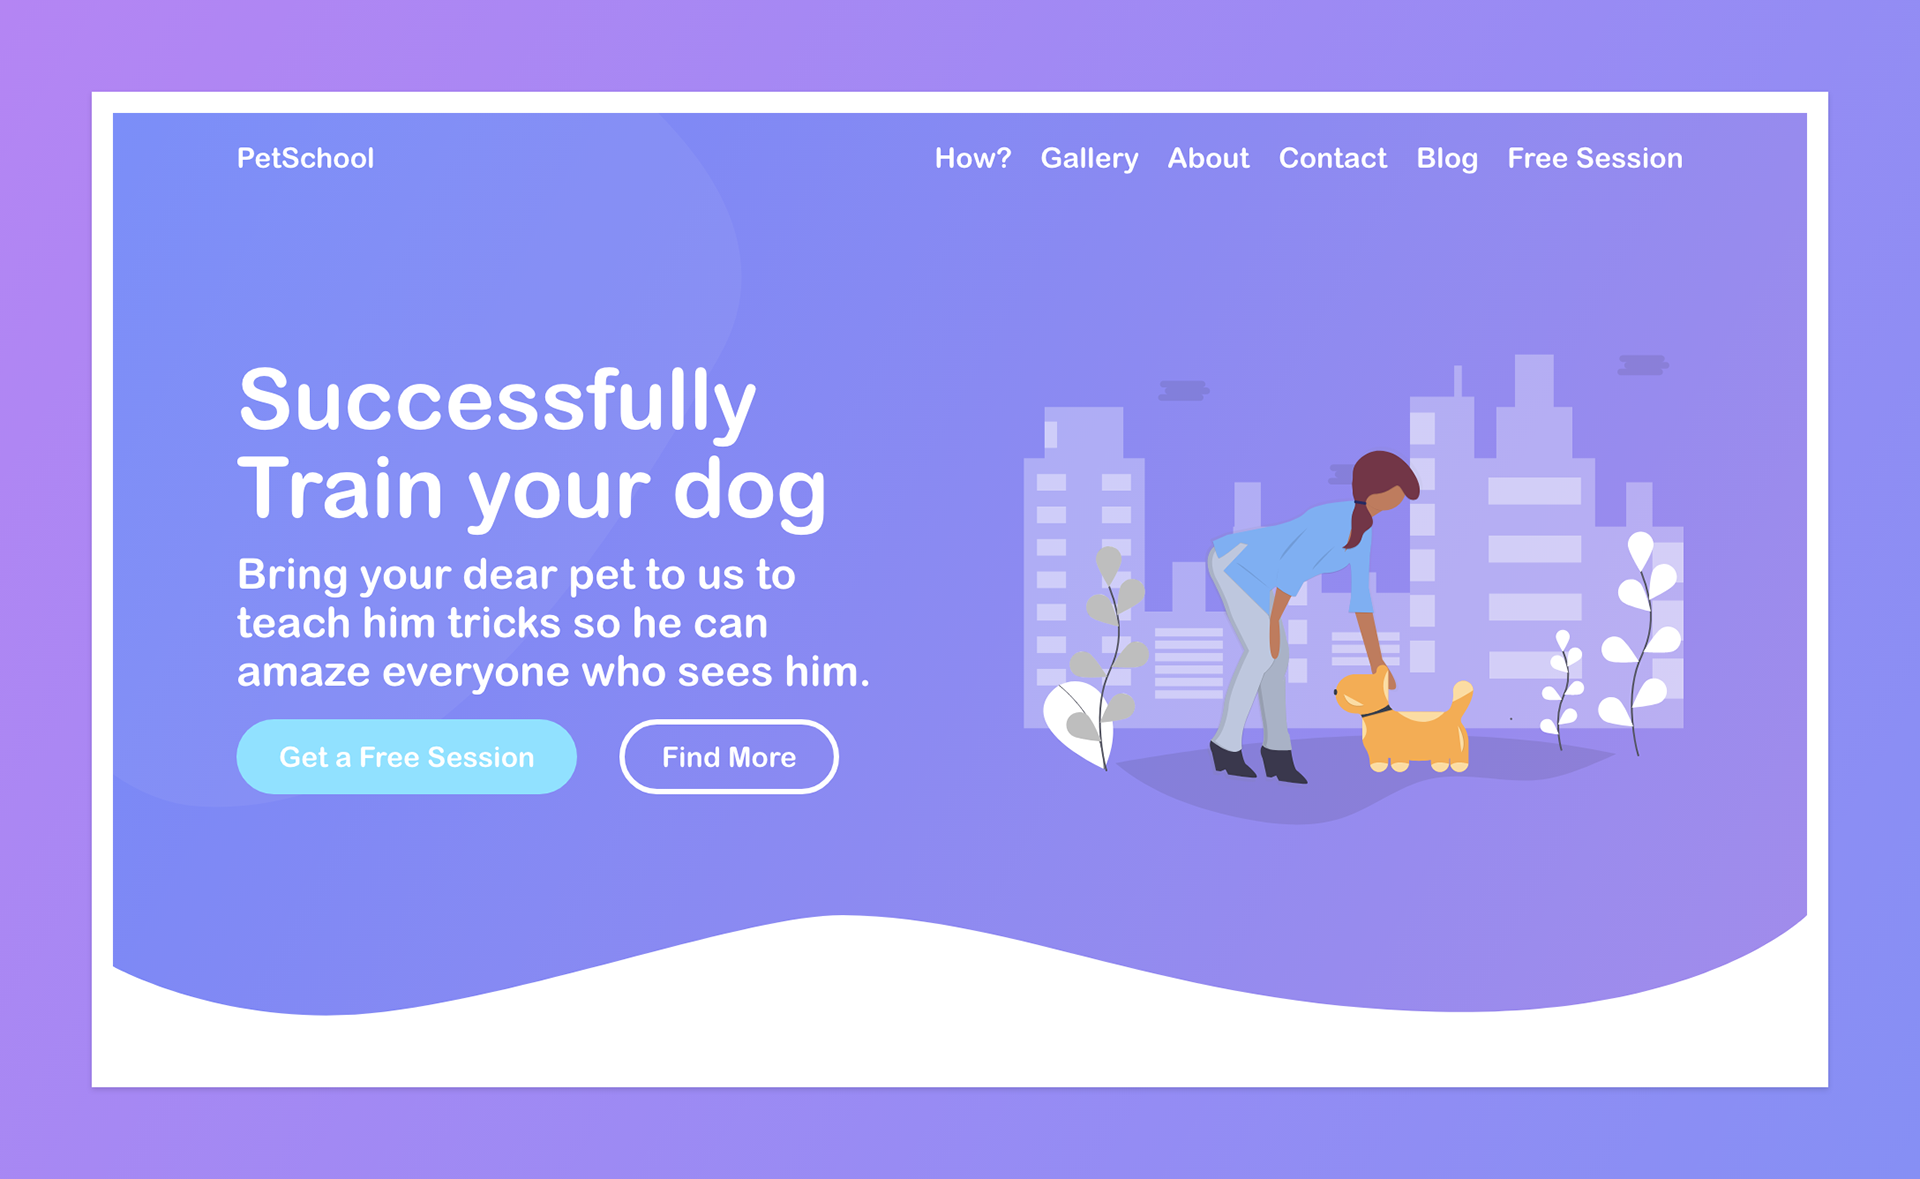 PetSchool
How? Gallery About Contact Blog Free Session
Successfully
Train your dog
Bring your dear pet to us to
teach him tricks so he can
amaze everyone who sees him.
Get a Free Session
Find More